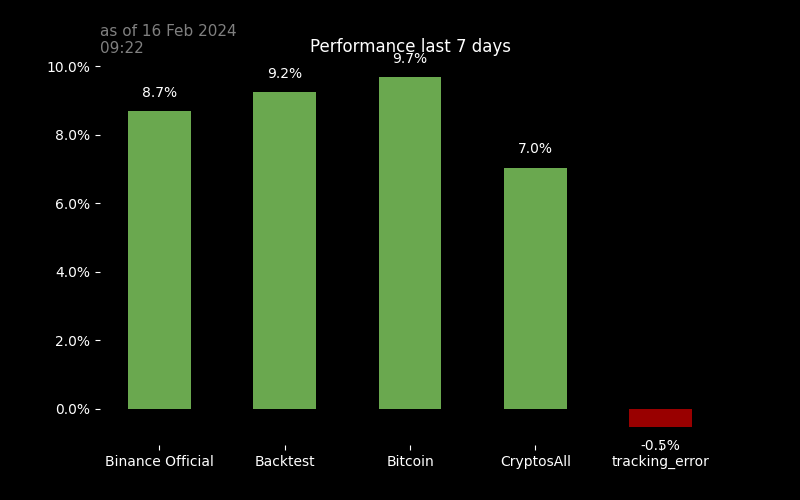 as of 16 Feb 2024
09:22
Performance last 7 days
10.0%
8.0%
6.0%
4.0%
2.0%
0.0%
8.7%
9.2%
9.7%
7.0%
-0.5%
Binance Official
Backtest
Bitcoin
CryptosAll
tracking_error